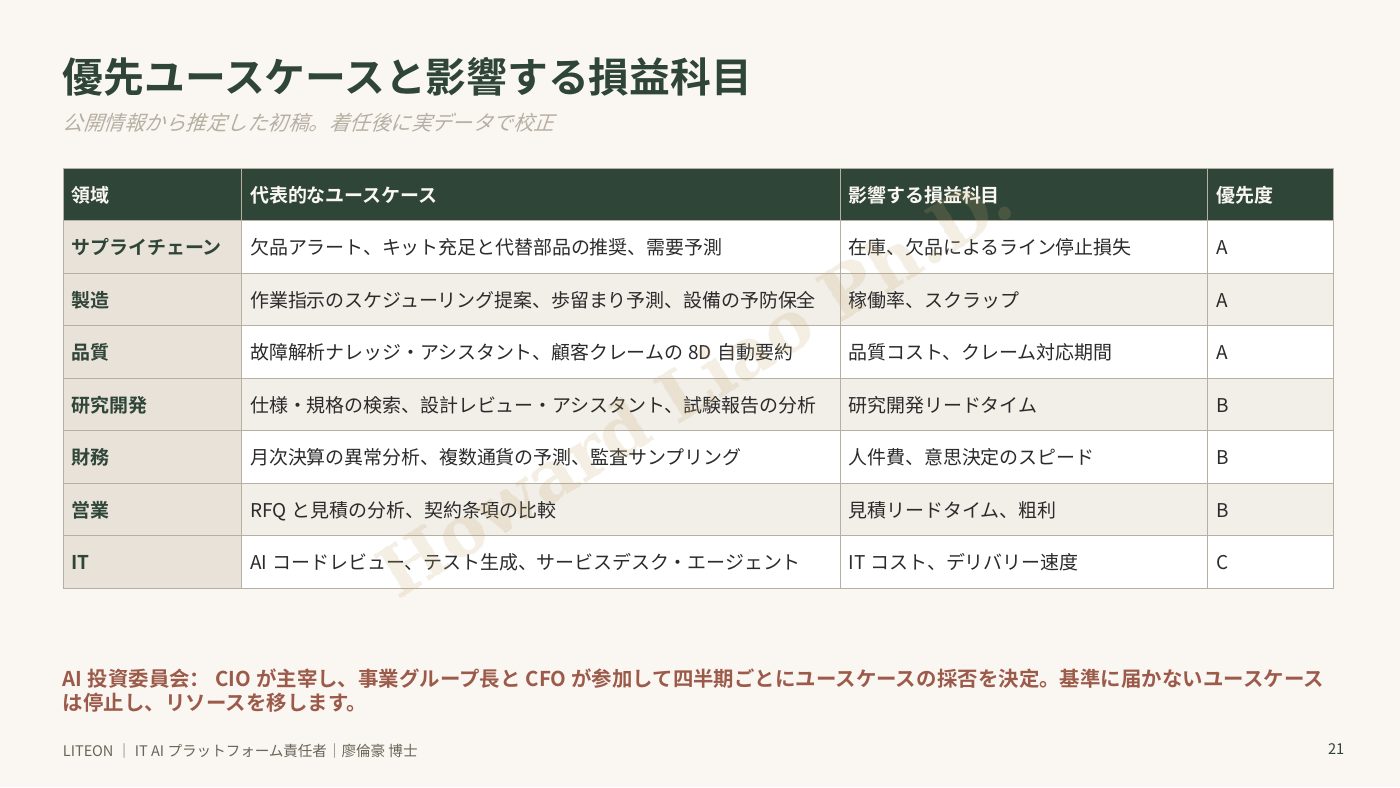 優先ユースケースと影響する損益科目
公開情報から推定した初稿。着任後に実データで校正
領域 代表的なユースケース 影響する損益科目 優先度
サプライチェーン 欠品アラート、キット充足と代替部品の推奨、需要予測 在庫、欠品によるライン停止損失 A
製造 作業指示のスケジューリング提案、歩留まり予測、設備の予防保全 稼働率、スクラップ A
品質 故障解析ナレッジ・アシスタント、顧客クレームの 8D 自動要約 品質コスト、クレーム対応期間 A
研究開発 仕様・規格の検索、設計レビュー・アシスタント、試験報告の分析 研究開発リードタイム B
財務 月次決算の異常分析、複数通貨の予測、監査サンプリング 人件費、意思決定のスピード B
営業 RFQ と見積の分析、契約条項の比較 見積リードタイム、粗利 B
IT AI コードレビュー、テスト生成、サービスデスク・エージェント IT コスト、デリバリー速度 C
Howard Liao Ph.D.
AI 投資委員会： CIO が主宰し、事業グループ長と CFO が参加して四半期ごとにユースケースの採否を決定。基準に届かないユースケース
は停止し、リソースを移します。
LITEON｜IT AI プラットフォーム責任者｜廖倫豪 博士
21